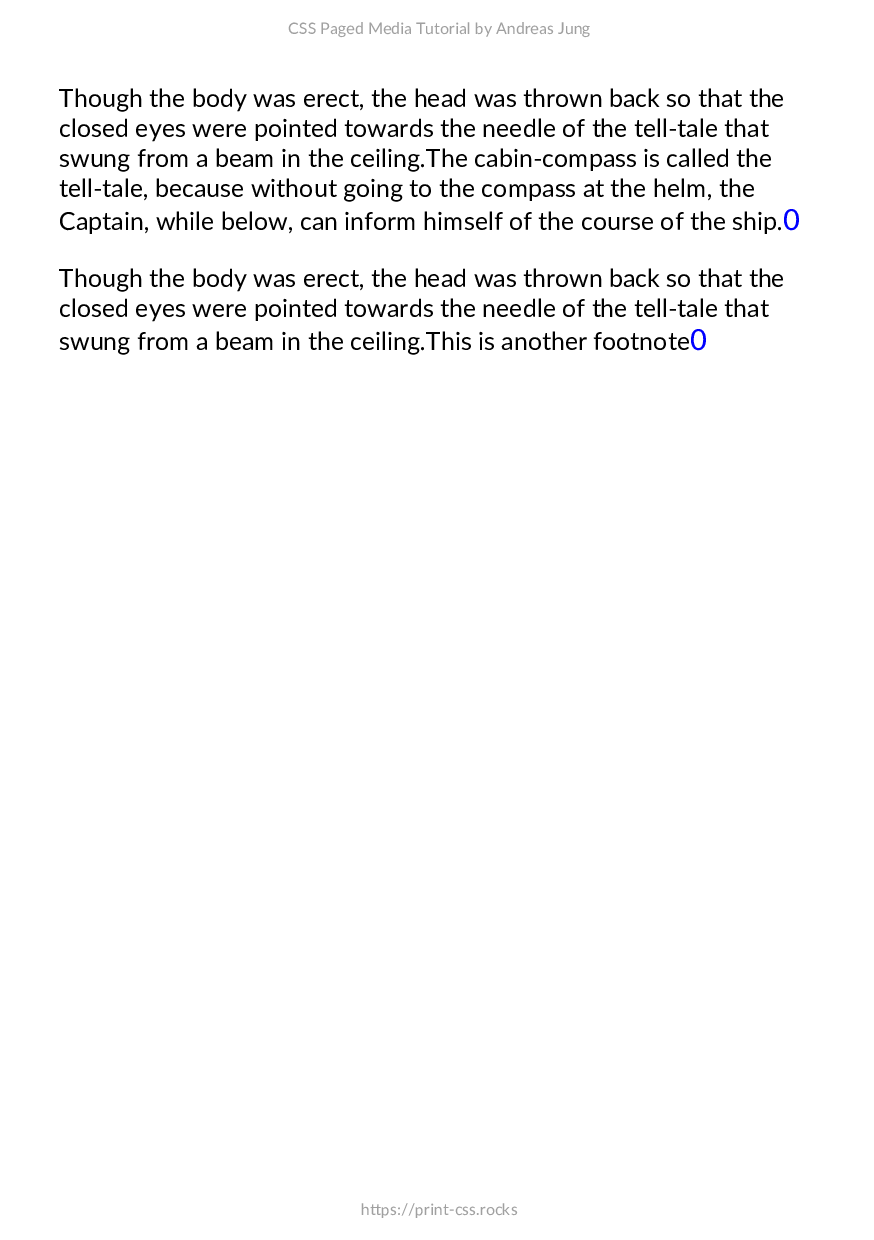 CSS Paged Media Tutorial by Andreas Jung
Though the body was erect, the head was thrown back so that the
closed eyes were pointed towards the needle of the tell-tale that
swung from a beam in the ceiling.The cabin-compass is called the
tell-tale, because without going to the compass at the helm, the
Captain, while below, can inform himself of the course of the ship.0
Though the body was erect, the head was thrown back so that the
closed eyes were pointed towards the needle of the tell-tale that
swung from a beam in the ceiling.This is another footnote0
https://print-css.rocks